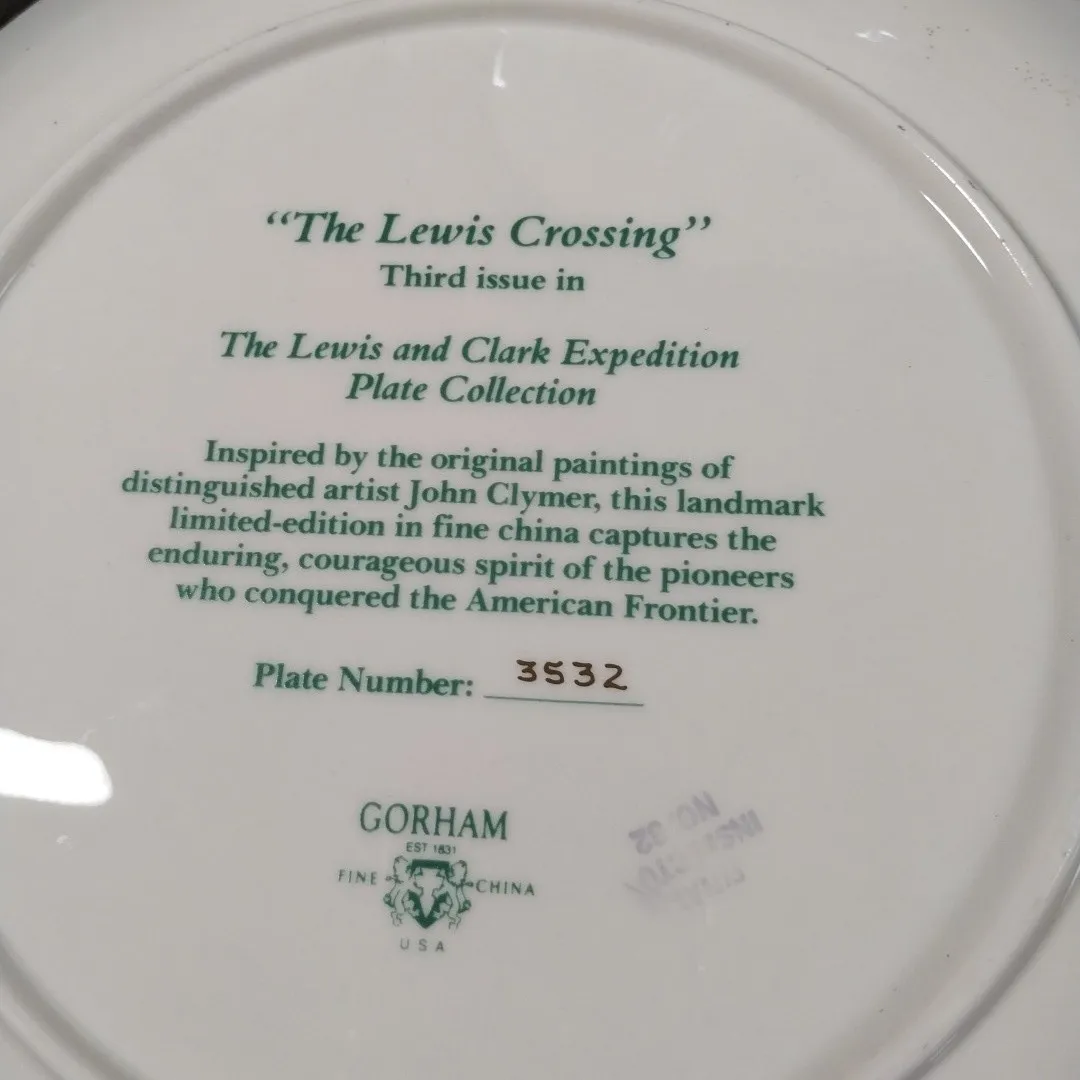 “The Lewis Crossing”
Third issue in
The Lewis and Clark Expedition
Plate Collection
Inspired by the original paintings of
distinguished artist John Clymer, this landmark
limited-edition in fine china captures the
enduring, courageous spirit of the pioneers
who conquered the American Frontier.
Plate Number: 3532
GORHAM
EST 1831
FINE CHINA
USA